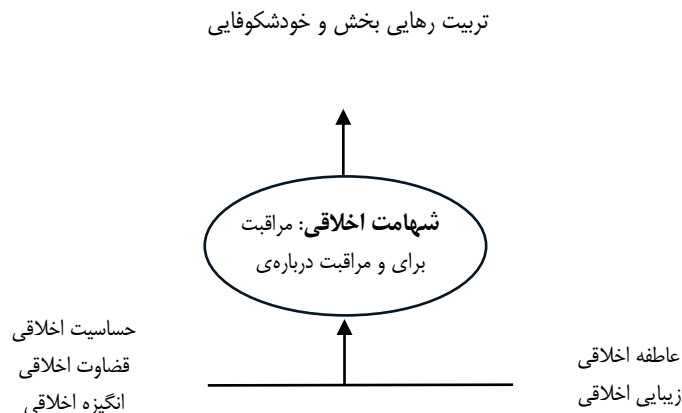 تربیت رهایی بخش و خودشکوفایی
شهامت اخلاقی: مراقبت
برای و مراقبت درباره‌ی
عاطفه اخلاقی
زیبایی اخلاقی
حساسیت اخلاقی
قضاوت اخلاقی
انگیزه اخلاقی